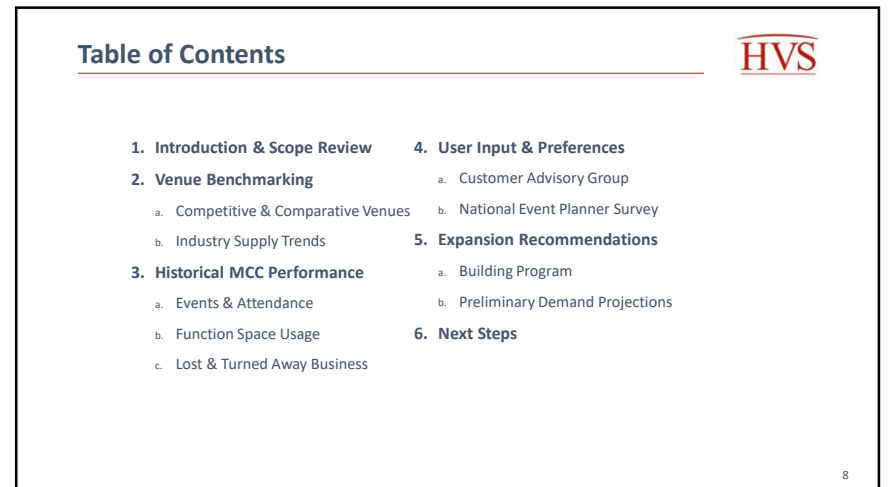 Table of Contents
HVS
1. Introduction & Scope Review
2. Venue Benchmarking
a. Competitive & Comparative Venues
b. Industry Supply Trends
3. Historical MCC Performance
a. Events & Attendance
b. Function Space Usage
c. Lost & Turned Away Business
4. User Input & Preferences
a. Customer Advisory Group
b. National Event Planner Survey
5. Expansion Recommendations
a. Building Program
b. Preliminary Demand Projections
6. Next Steps
8